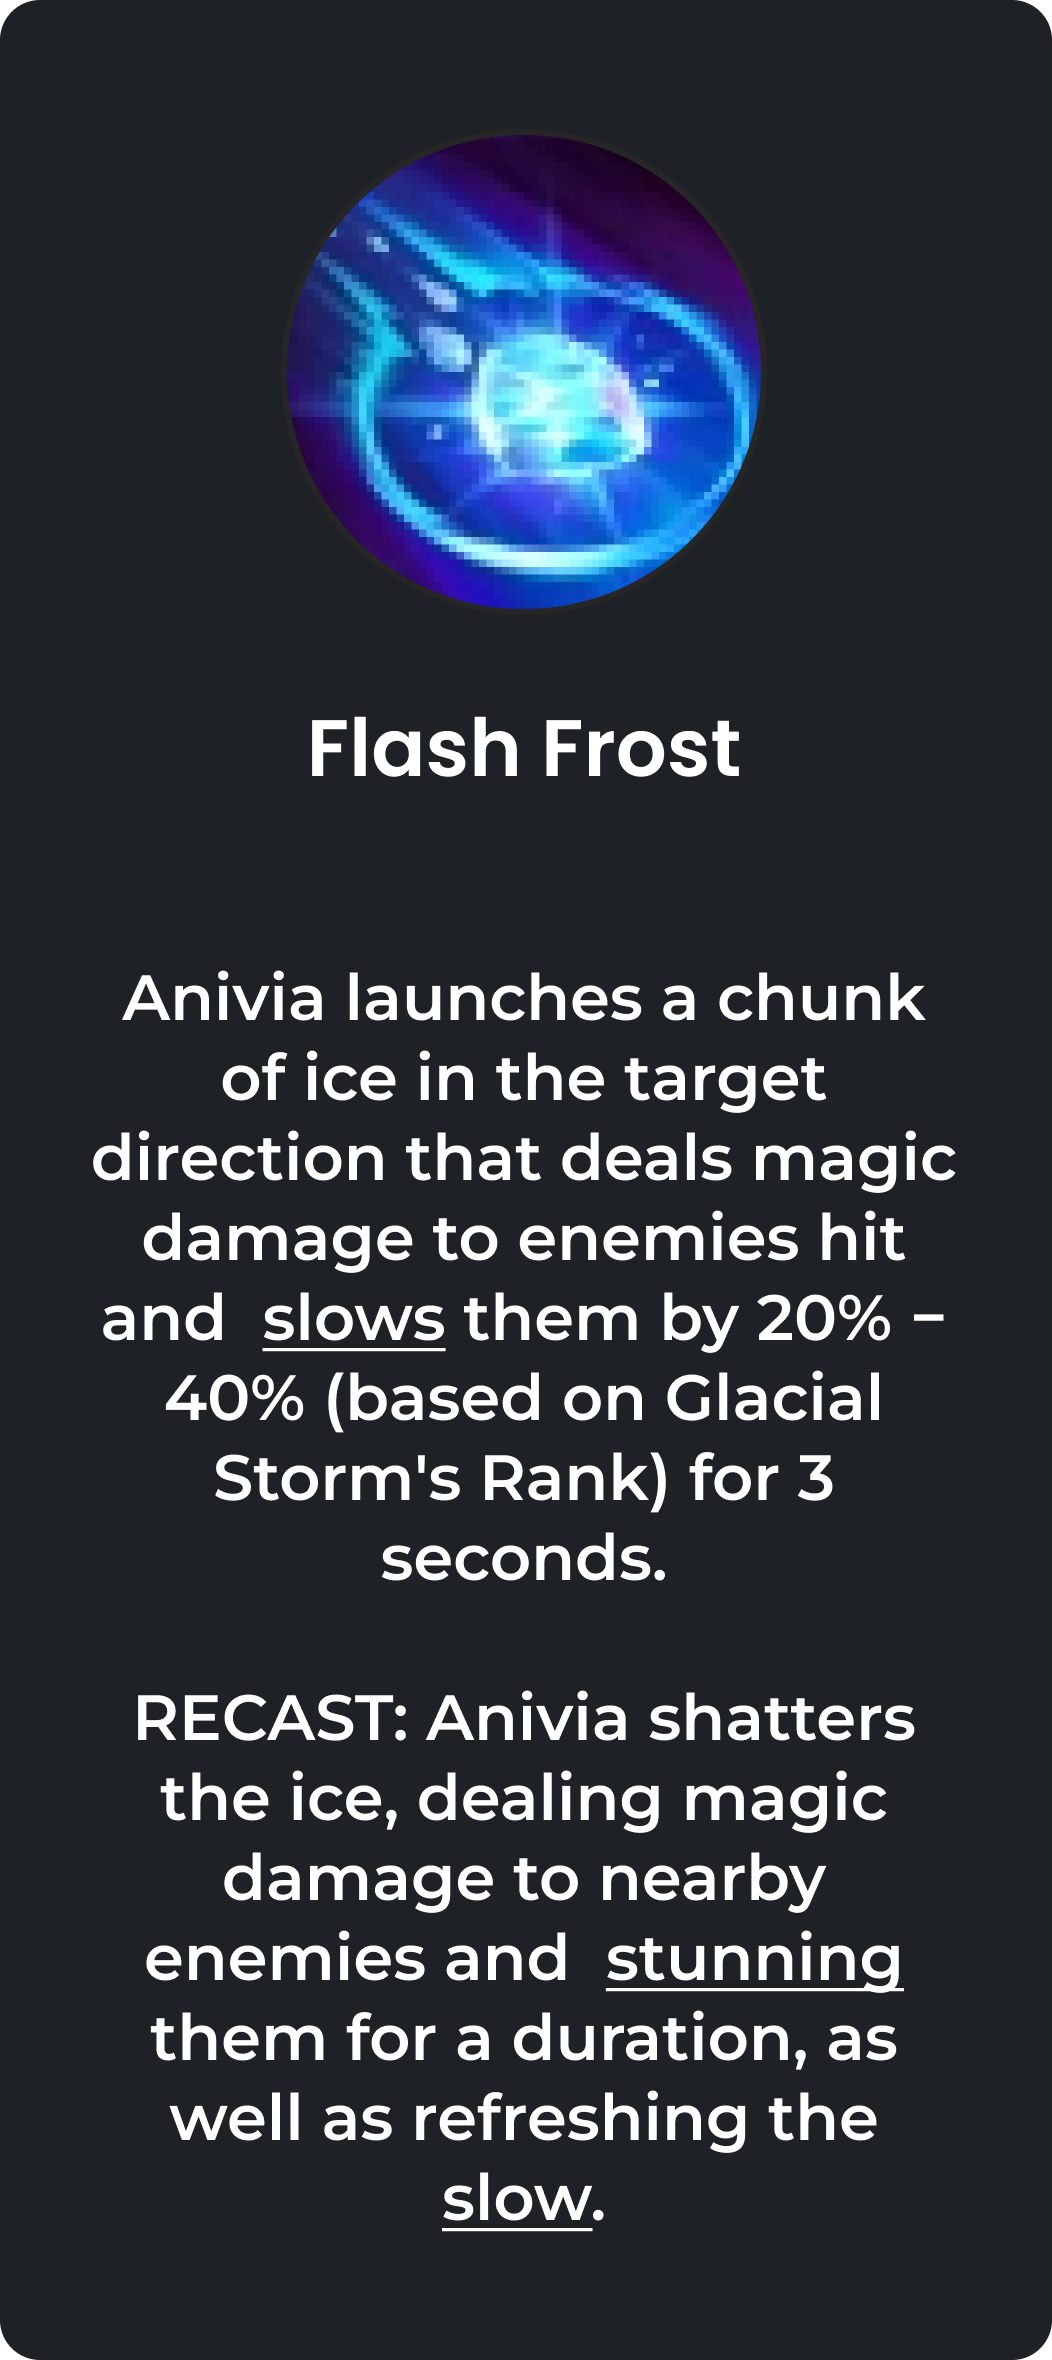 Flash Frost
Anivia launches a chunk
of ice in the target
direction that deals magic
damage to enemies hit
and slows them by 20% –
40% (based on Glacial
Storm's Rank) for 3
seconds.
RECAST: Anivia shatters
the ice, dealing magic
damage to nearby
enemies and stunning
them for a duration, as
well as refreshing the
slow.